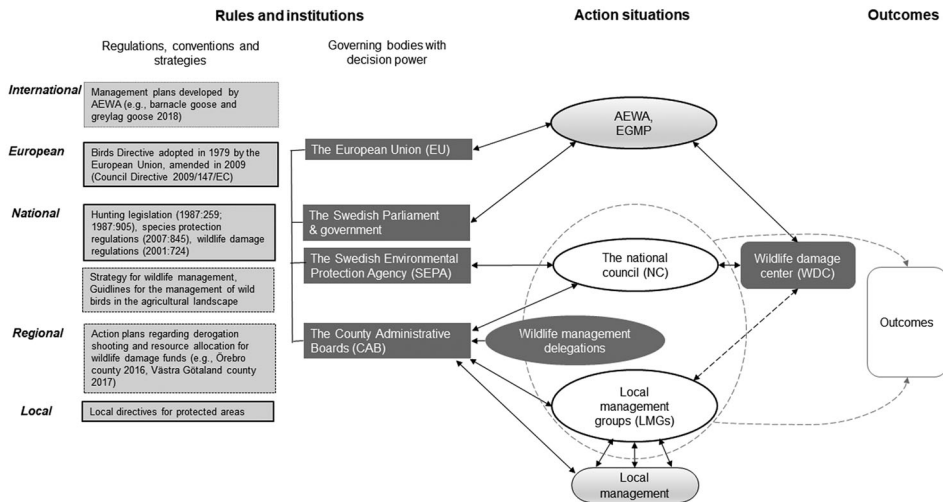 Rules and institutions
Action situations
Outcomes
Regulations, conventions and
strategies
Governing bodies with
decision power
International
Management plans developed by
AEWA (e.g., barnacle goose and
greylag goose 2018)
AEWA,
EGMP
European
Birds Directive adopted in 1979 by the
European Union, amended in 2009
(Council Directive 2009/147/EC)
The European Union (EU)
National
Hunting legislation (1987:259;
1987:905), species protection
regulations (2007:845), wildlife damage
regulations (2001:724)
The Swedish Parliament
& government
Strategy for wildlife management,
Guidlines for the management of wild
birds in the agricultural landscape
The Swedish Environmental
Protection Agency (SEPA)
The national
council (NC)
Wildlife damage
center (WDC)
Outcomes
Regional
Action plans regarding derogation
shooting and resource allocation for
wildlife damage funds (e.g., Örebro
county 2016, Västra Götaland county
2017)
The County Administrative
Boards (CAB)
Wildlife management
delegations
Local
management
groups (LMGs)
Local
Local directives for protected areas
Local management